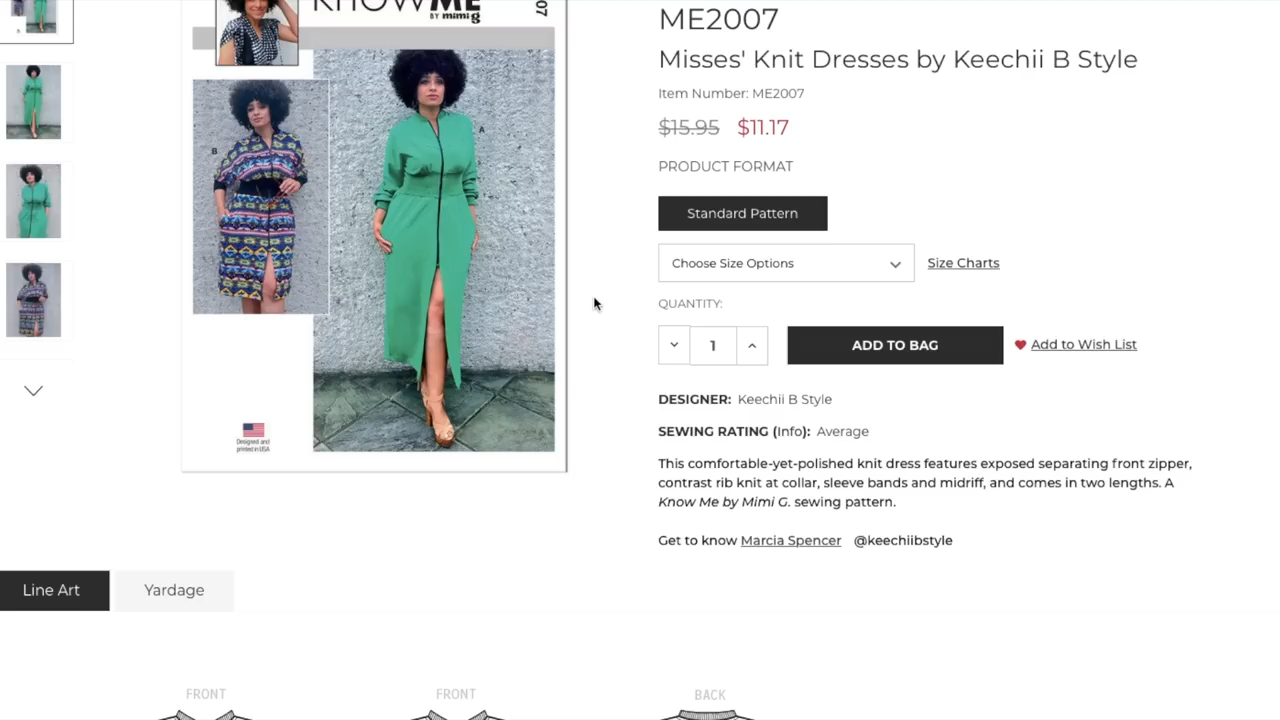 KNOWME
BY mimi g
07
A
B
Designed and
printed in USA
ME2007
Misses' Knit Dresses by Keechii B Style
Item Number: ME2007
$15.95 $11.17
PRODUCT FORMAT
Standard Pattern
Choose Size Options
Size Charts
QUANTITY:
1
ADD TO BAG
Add to Wish List
DESIGNER: Keechii B Style
SEWING RATING (Info): Average
This comfortable-yet-polished knit dress features exposed separating front zipper,
contrast rib knit at collar, sleeve bands and midriff, and comes in two lengths. A
Know Me by Mimi G. sewing pattern.
Get to know Marcia Spencer @keechiibstyle
Line Art
Yardage
FRONT
FRONT
BACK